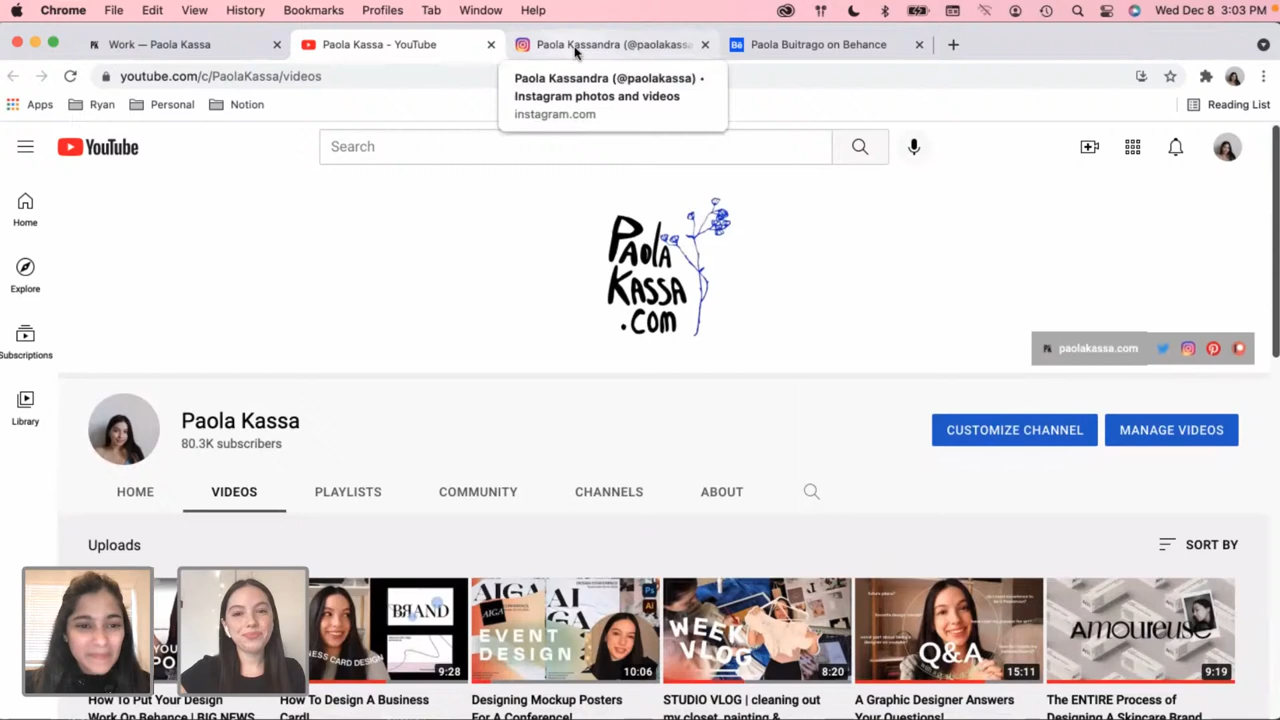 Chrome File Edit View History Bookmarks Profiles Tab Window Help Wed Dec 8 3:03 PM
Work — Paola Kassa Paola Kassa - YouTube Paola Kassandra (@paolakassa Paola Buitrago on Behance
youtube.com/c/PaolaKassa/videos
Paola Kassandra (@paolakassa) •
Instagram photos and videos
instagram.com
Apps Ryan Personal Notion Reading List
YouTube Search
Home
Explore
Subscriptions
Library
PAOlA
KASSA
.COM
paolakassa.com
Paola Kassa
80.3K subscribers
CUSTOMIZE CHANNEL MANAGE VIDEOS
HOME VIDEOS PLAYLISTS COMMUNITY CHANNELS ABOUT
Uploads SORT BY
BRAND
NESS CARD DESIGN
9:28
AIGA
AIGA
EVENT
DESIGN
Ps
Ai
10:06
WEEK
VLOG
8:20
Q&A
15:11
AMOUREUSE
9:19
How To Put Your Design
Work On Behance | BIG NEWS
How To Design A Business
Card!
Designing Mockup Posters
For A Conference!
STUDIO VLOG | cleaning out
my closet, painting &
A Graphic Designer Answers
Your Questions!
The ENTIRE Process of
Designing A Skincare Brand